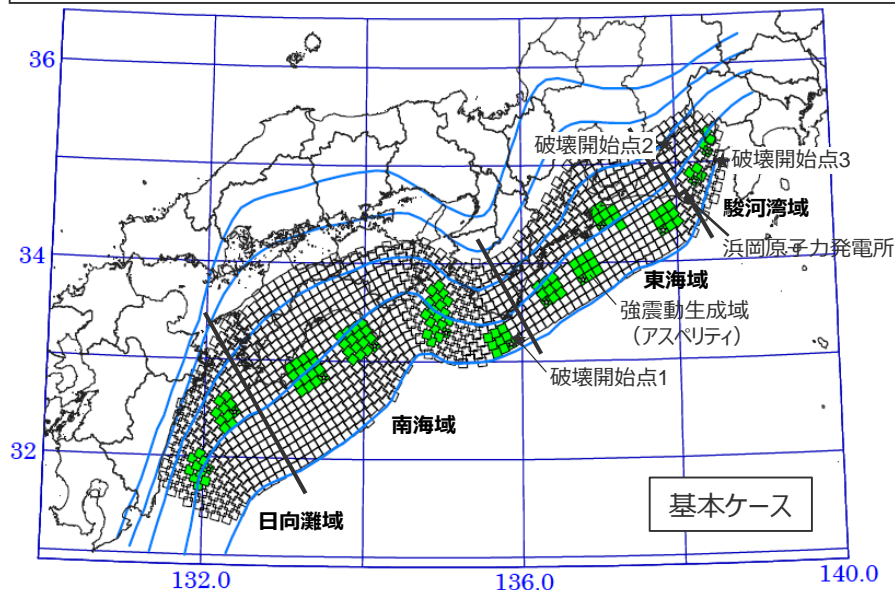 36
破壊開始点2
破壊開始点3
駿河湾域
浜岡原子力発電所
34
東海域
強震動生成域
（アスペリティ）
破壊開始点1
南海域
32
基本ケース
日向灘域
132.0
136.0
140.0